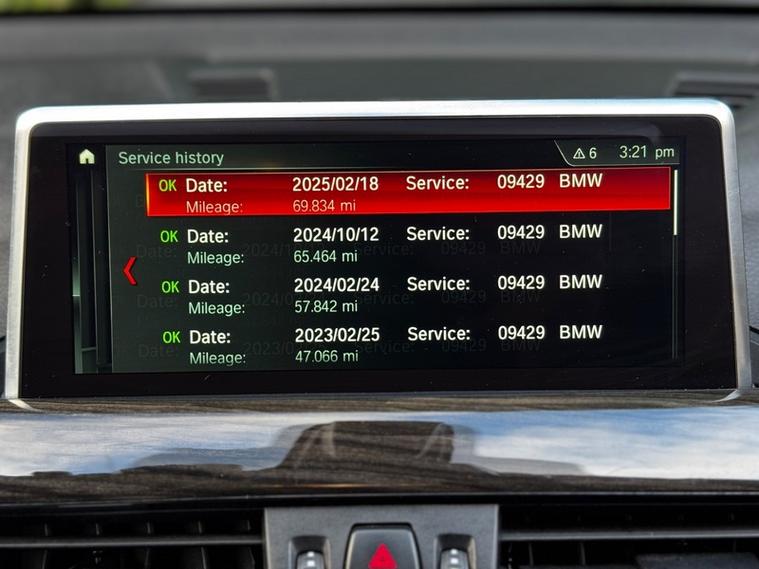 Service history 6 3:21 pm
OK Date: 2025/02/18 Service: 09429 BMW
Mileage: 69.834 mi
OK Date: 2024/10/12 Service: 09429 BMW
Mileage: 65.464 mi
OK Date: 2024/02/24 Service: 09429 BMW
Mileage: 57.842 mi
OK Date: 2023/02/25 Service: 09429 BMW
Mileage: 47.066 mi